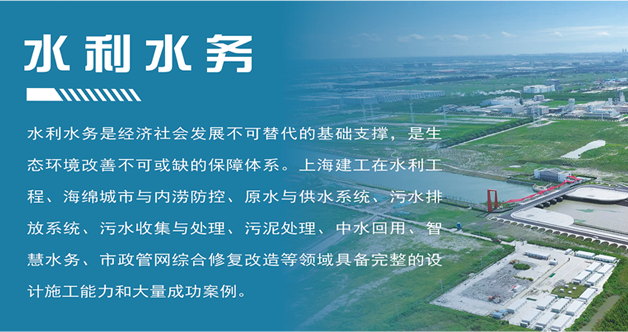 水利水务
水利水务是经济社会发展不可替代的基础支撑，是生
态环境改善不可或缺的保障体系。上海建工在水利工
程、海绵城市与内涝防控、原水与供水系统、污水排
放系统、污水收集与处理、污泥处理、中水回用、智
慧水务、市政管网综合修复改造等领域具备完整的设
计施工能力和大量成功案例。